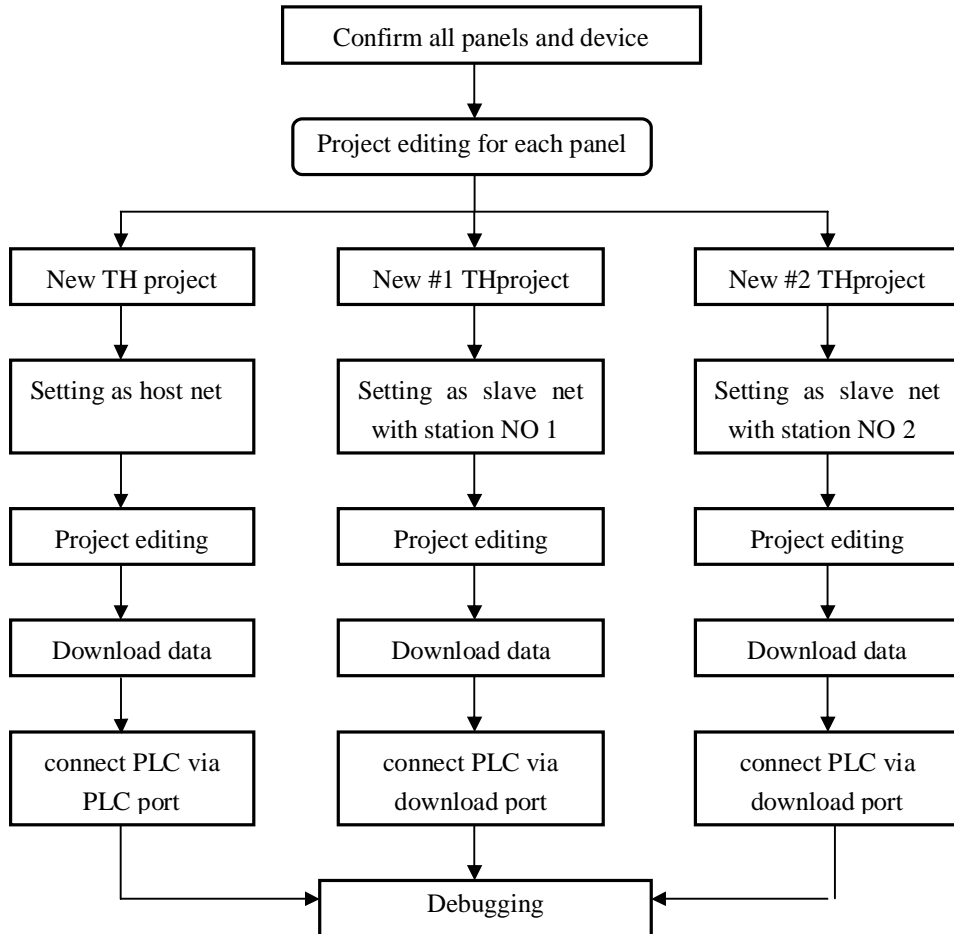 Confirm all panels and device
Project editing for each panel
New TH project
New #1 THproject
New #2 THproject
Setting as host net
Setting as slave net
with station NO 1
Setting as slave net
with station NO 2
Project editing
Project editing
Project editing
Download data
Download data
Download data
connect PLC via
PLC port
connect PLC via
download port
connect PLC via
download port
Debugging